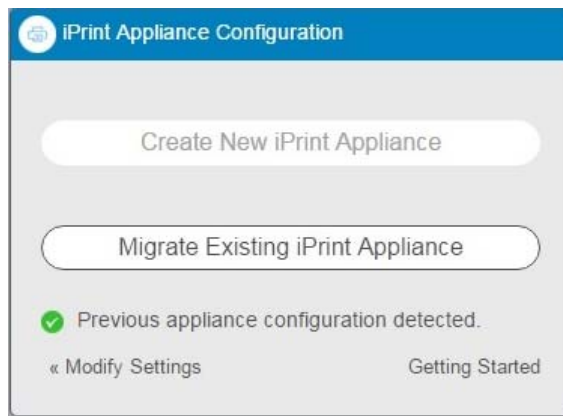 iPrint Appliance Configuration
Create New iPrint Appliance
Migrate Existing iPrint Appliance
Previous appliance configuration detected.
« Modify Settings Getting Started